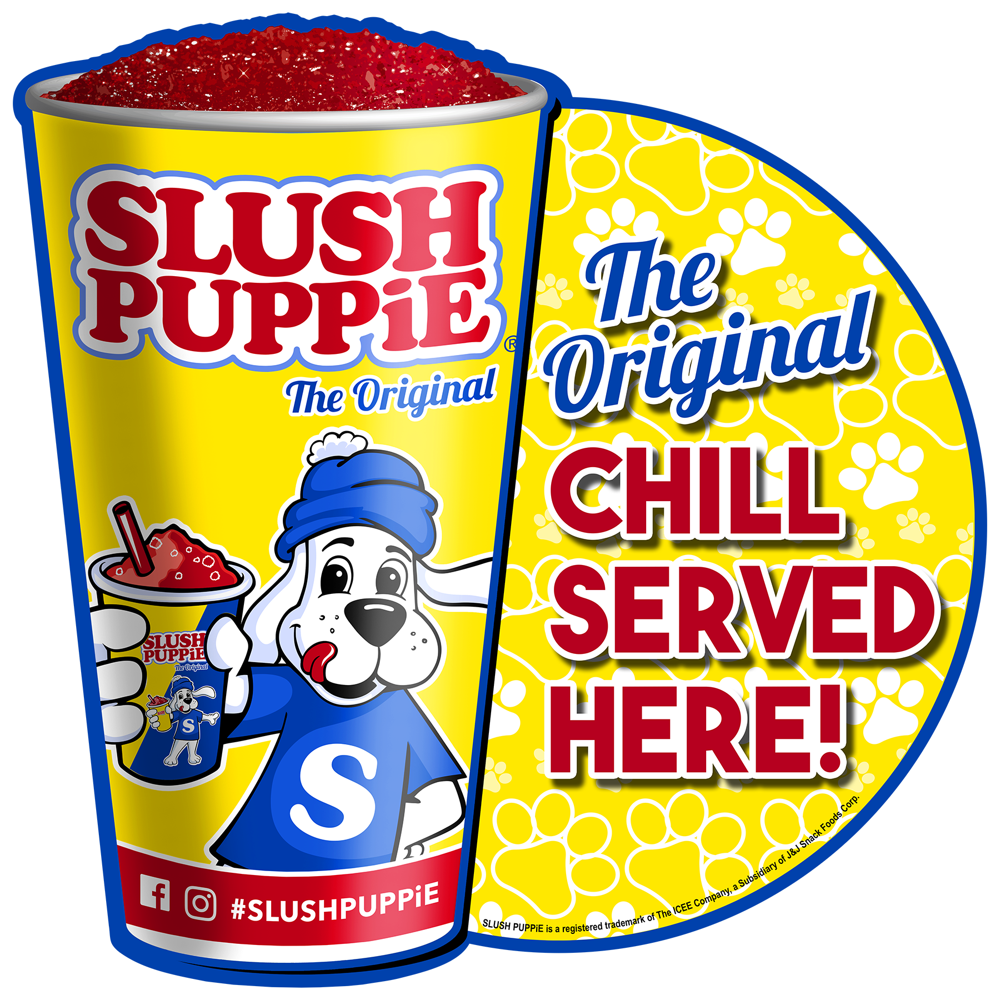 SLUSH
PUPPiE®
The Original
SLUSH
PUPPiE
The Original
S
S
#SLUSHPUPPiE
The
Original
CHILL
SERVED
HERE!
SLUSH PUPPiE is a registered trademark of The ICEE Company, a Subsidiary of J&J Snack Foods Corp.